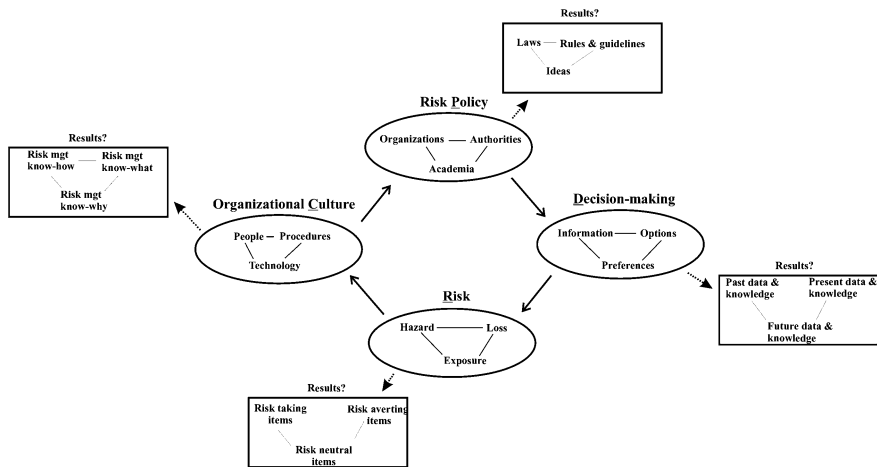 Results?
Laws Rules & guidelines
Ideas
Risk Policy
Organizations Authorities
Academia
Results?
Risk mgt Risk mgt
know-how know-what
Risk mgt
know-why
Organizational Culture
People Procedures
Technology
Decision-making
Information Options
Preferences
Results?
Past data & Present data &
knowledge knowledge
Future data &
knowledge
Risk
Hazard Loss
Exposure
Results?
Risk taking Risk averting
items items
Risk neutral
items